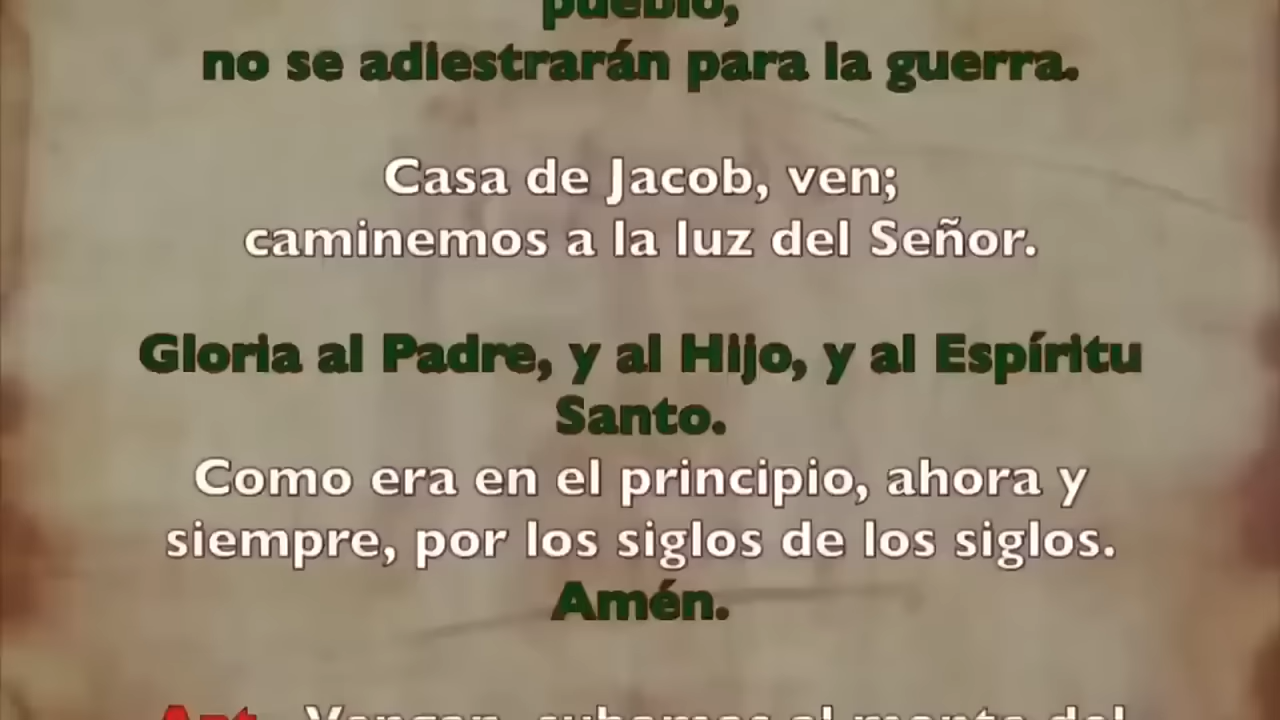 pueblo,
no se adiestrarán para la guerra.
Casa de Jacob, ven;
caminemos a la luz del Señor.
Gloria al Padre, y al Hijo, y al Espíritu
Santo.
Como era en el principio, ahora y
siempre, por los siglos de los siglos.
Amén.
Ant. Vengan, subamos al monte del